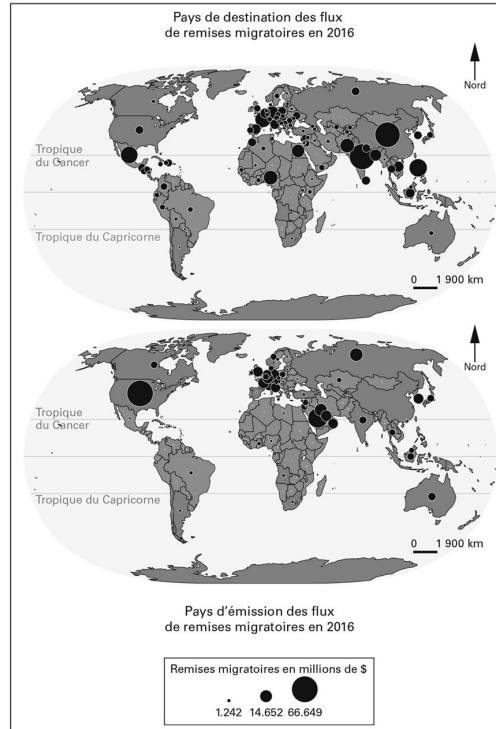 Pays de destination des flux
de remises migratoires en 2016
Nord
Tropique
du Cancer
Tropique du Capricorne
0 1 900 km
Nord
Tropique
du Cancer
Tropique du Capricorne
0 1 900 km
Pays d'émission des flux
de remises migratoires en 2016
Remises migratoires en millions de $
1.242 14.652 66.649